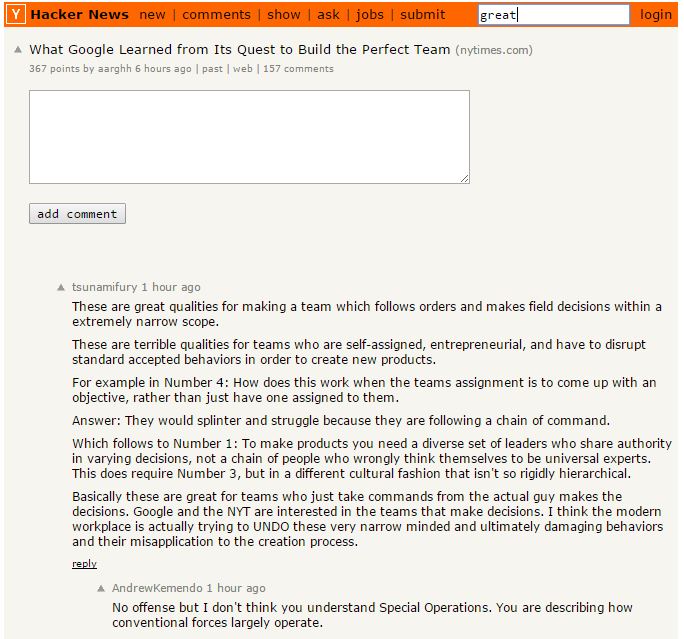 Y Hacker News new | comments | show | ask | jobs | submit great login
What Google Learned from Its Quest to Build the Perfect Team (nytimes.com)
367 points by aarghh 6 hours ago | past | web | 157 comments
add comment
tsunamifury 1 hour ago
These are great qualities for making a team which follows orders and makes field decisions within a
extremely narrow scope.
These are terrible qualities for teams who are self-assigned, entrepreneurial, and have to disrupt
standard accepted behaviors in order to create new products.
For example in Number 4: How does this work when the teams assignment is to come up with an
objective, rather than just have one assigned to them.
Answer: They would splinter and struggle because they are following a chain of command.
Which follows to Number 1: To make products you need a diverse set of leaders who share authority
in varying decisions, not a chain of people who wrongly think themselves to be universal experts.
This does require Number 3, but in a different cultural fashion that isn't so rigidly hierarchical.
Basically these are great for teams who just take commands from the actual guy makes the
decisions. Google and the NYT are interested in the teams that make decisions. I think the modern
workplace is actually trying to UNDO these very narrow minded and ultimately damaging behaviors
and their misapplication to the creation process.
reply
AndrewKemendo 1 hour ago
No offense but I don't think you understand Special Operations. You are describing how
conventional forces largely operate.